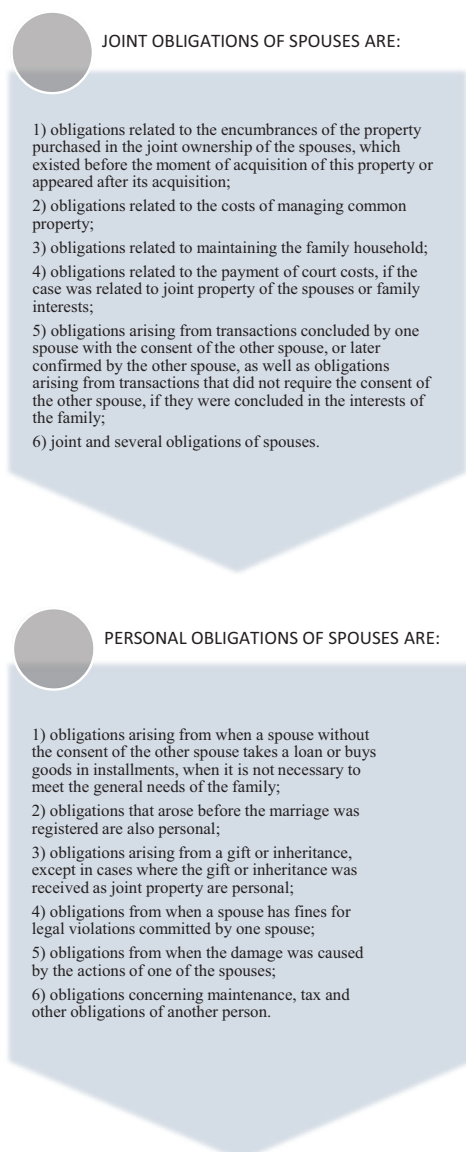 JOINT OBLIGATIONS OF SPOUSES ARE:
1) obligations related to the encumbrances of the property
purchased in the joint ownership of the spouses, which
existed before the moment of acquisition of this property or
appeared after its acquisition;
2) obligations related to the costs of managing common
property;
3) obligations related to maintaining the family household;
4) obligations related to the payment of court costs, if the
case was related to joint property of the spouses or family
interests;
5) obligations arising from transactions concluded by one
spouse with the consent of the other spouse, or later
confirmed by the other spouse, as well as obligations
arising from transactions that did not require the consent of
the other spouse, if they were concluded in the interests of
the family;
6) joint and several obligations of spouses.
PERSONAL OBLIGATIONS OF SPOUSES ARE:
1) obligations arising from when a spouse without
the consent of the other spouse takes a loan or buys
goods in installments, when it is not necessary to
meet the general needs of the family;
2) obligations that arose before the marriage was
registered are also personal;
3) obligations arising from a gift or inheritance,
except in cases where the gift or inheritance was
received as joint property are personal;
4) obligations from when a spouse has fines for
legal violations committed by one spouse;
5) obligations from when the damage was caused
by the actions of one of the spouses;
6) obligations concerning maintenance, tax and
other obligations of another person.